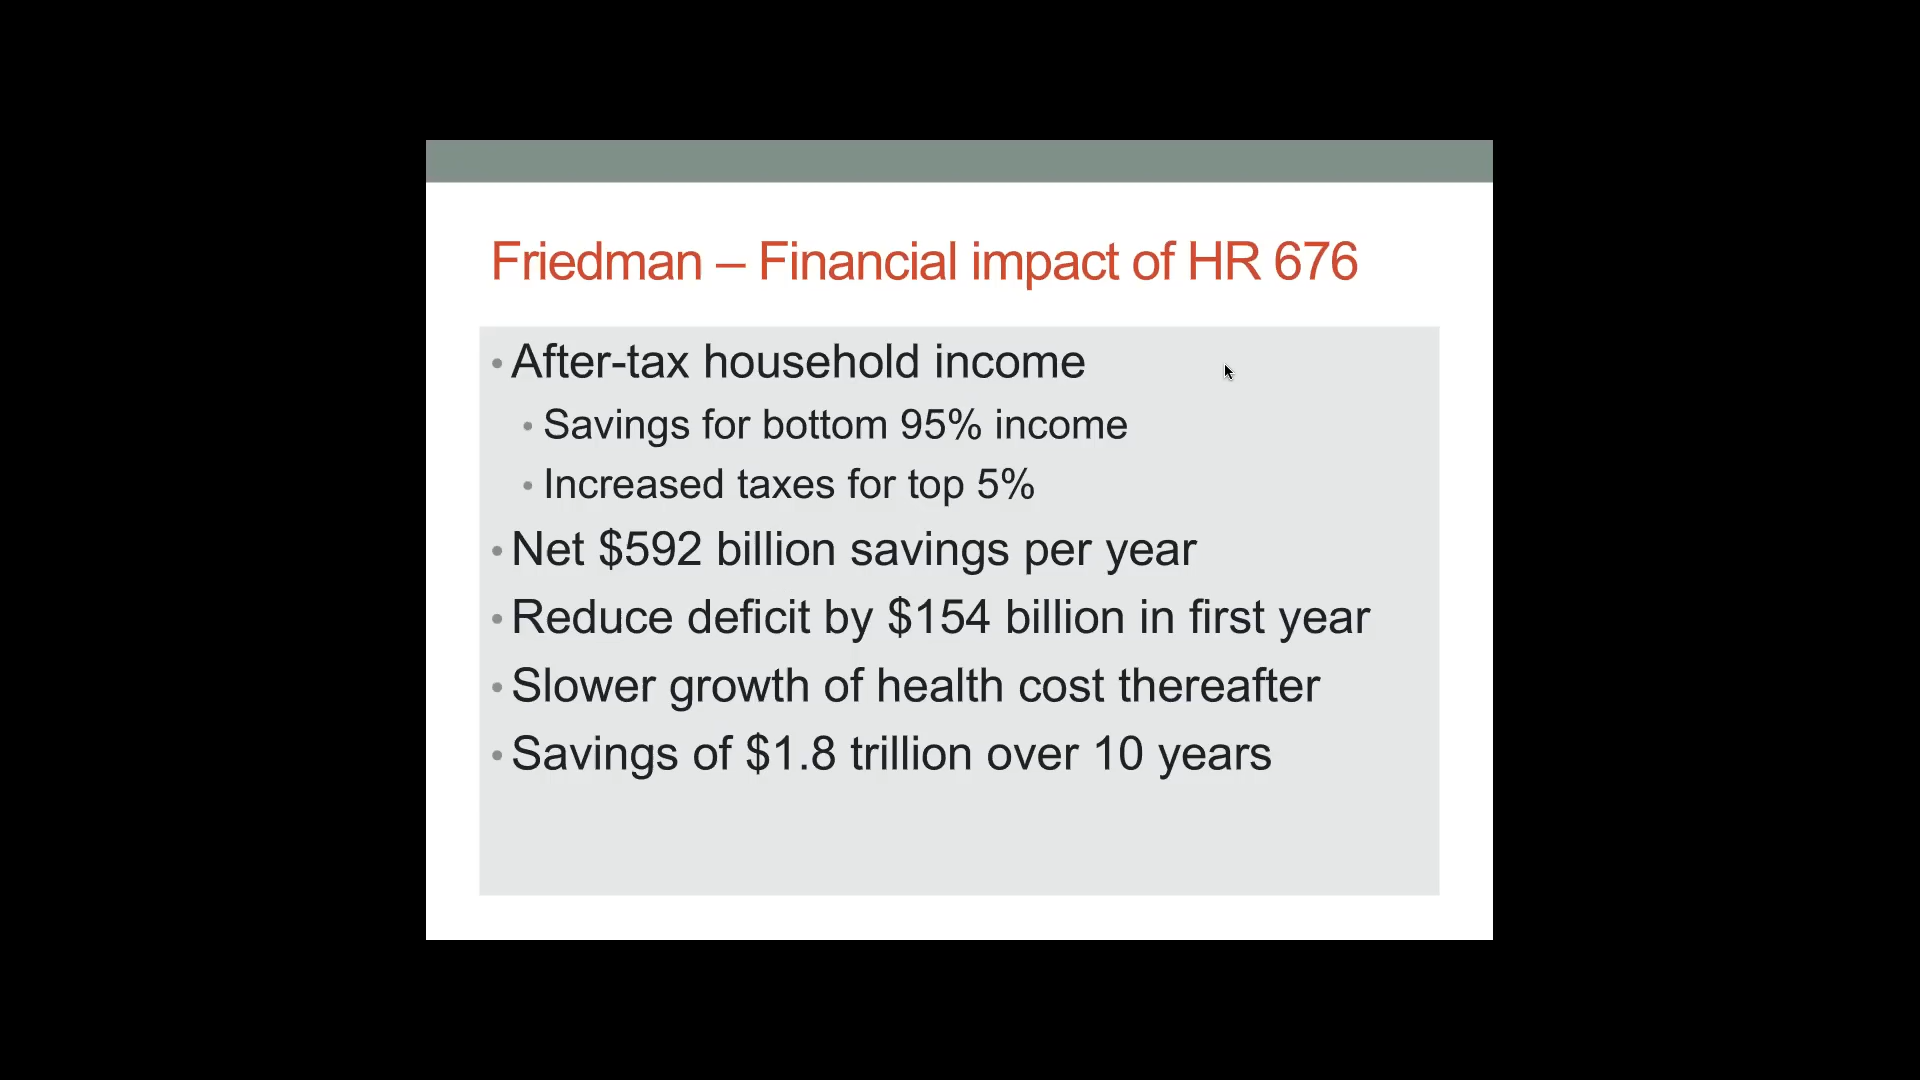 Friedman – Financial impact of HR 676
• After-tax household income
• Savings for bottom 95% income
• Increased taxes for top 5%
• Net $592 billion savings per year
• Reduce deficit by $154 billion in first year
• Slower growth of health cost thereafter
• Savings of $1.8 trillion over 10 years